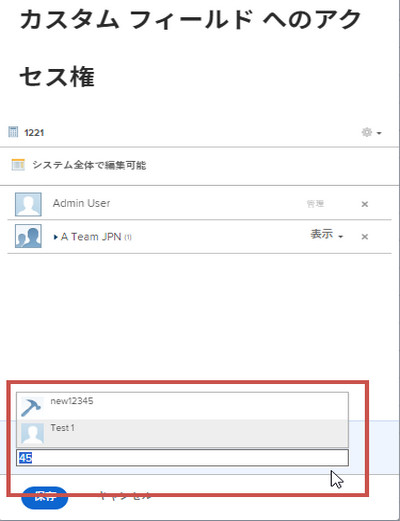 カスタム フィールド へのアク
セス権
1221
システム全体で編集可能
Admin User 管理 ×
A Team JPN (1) 表示 ×
new12345
Test 1
45
保存 キャンセル